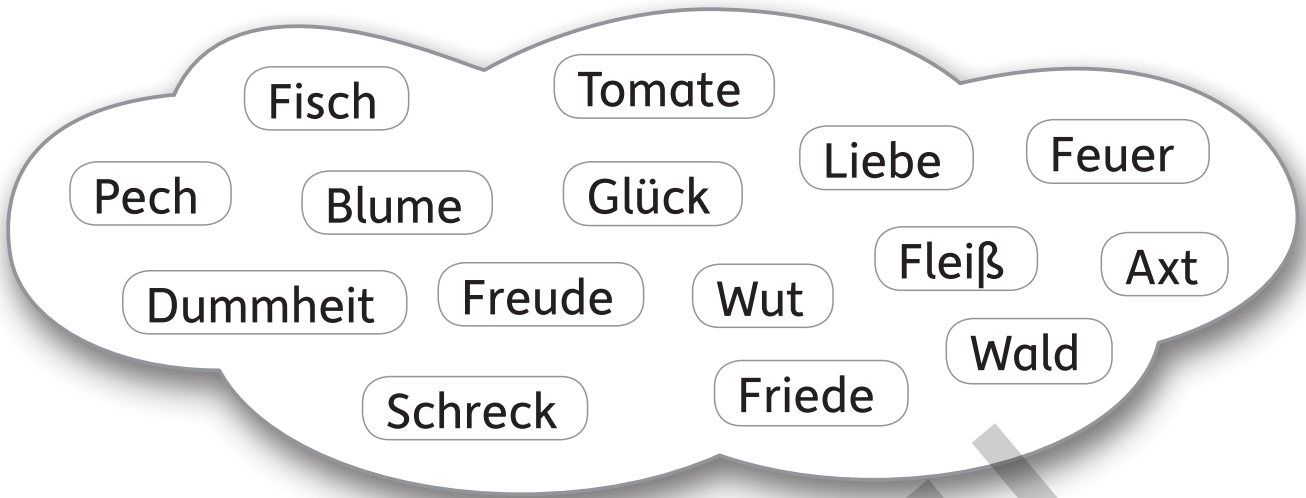 Fisch
Tomate
Liebe
Feuer
Pech
Blume
Glück
Fleiß
Axt
Dummheit
Freude
Wut
Wald
Schreck
Friede